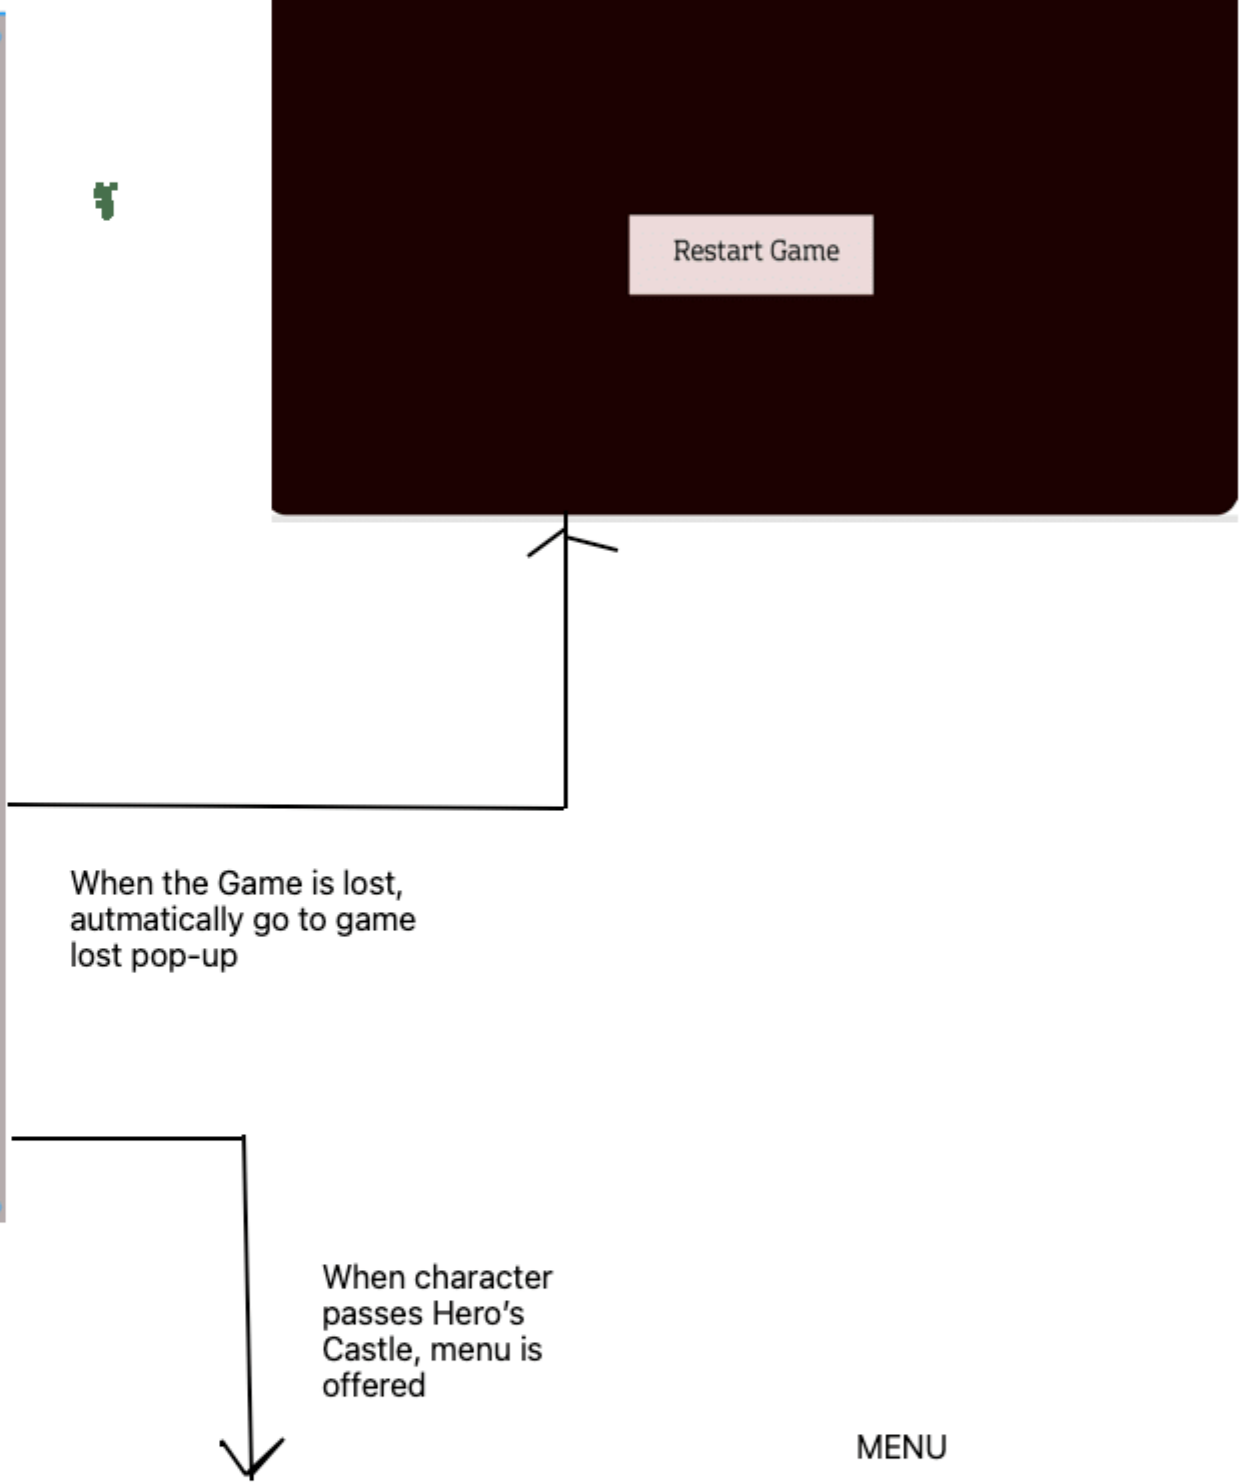 Restart Game
When the Game is lost,
autmatically go to game
lost pop-up
When character
passes Hero's
Castle, menu is
offered
MENU